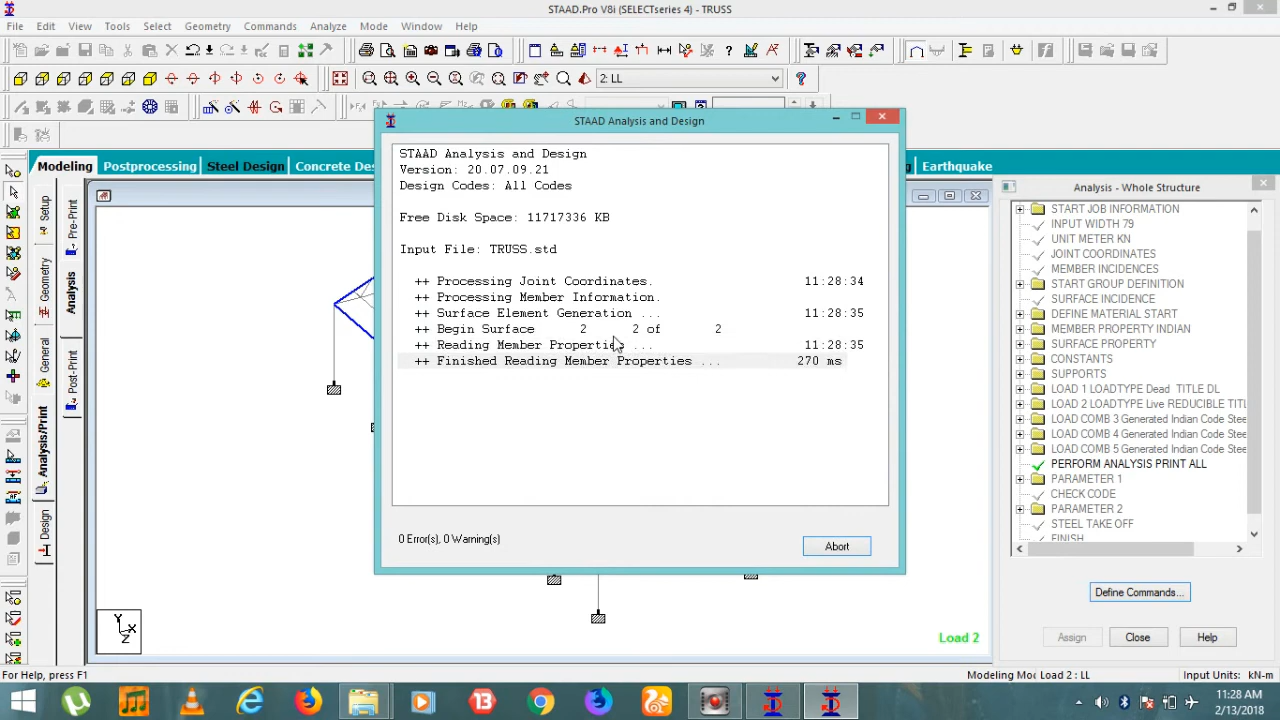 STAAD.Pro V8i (SELECTseries 4) - TRUSS
File Edit View Tools Select Geometry Commands Analyze Mode Window Help
2: LL
STAAD Analysis and Design
Modeling Postprocessing Steel Design Concrete De Earthquake
STAAD Analysis and Design
Version: 20.07.09.21
Design Codes: All Codes
Free Disk Space: 11717336 KB
Input File: TRUSS.std
++ Processing Joint Coordinates. 11:28:34
++ Processing Member Information.
++ Surface Element Generation ... 11:28:35
++ Begin Surface 2 2 of 2
++ Reading Member Properties ... 11:28:35
++ Finished Reading Member Properties ... 270 ms
0 Error(s), 0 Warning(s)
Abort
Setup
Geometry
General
Analysis/Print
Design
Pre-Print
Analysis
Post-Print
Y
X
Z
Load 2
Analysis - Whole Structure
START JOB INFORMATION
INPUT WIDTH 79
UNIT METER KN
JOINT COORDINATES
MEMBER INCIDENCES
START GROUP DEFINITION
SURFACE INCIDENCE
DEFINE MATERIAL START
MEMBER PROPERTY INDIAN
SURFACE PROPERTY
CONSTANTS
SUPPORTS
LOAD 1 LOADTYPE Dead TITLE DL
LOAD 2 LOADTYPE Live REDUCIBLE TITL
LOAD COMB 3 Generated Indian Code Stee
LOAD COMB 4 Generated Indian Code Stee
LOAD COMB 5 Generated Indian Code Stee
PERFORM ANALYSIS PRINT ALL
PARAMETER 1
CHECK CODE
PARAMETER 2
STEEL TAKE OFF
FINISH
Define Commands...
Assign Close Help
For Help, press F1
Modeling Mo Load 2 : LL Input Units: kN-m
13
11:28 AM
2/13/2018